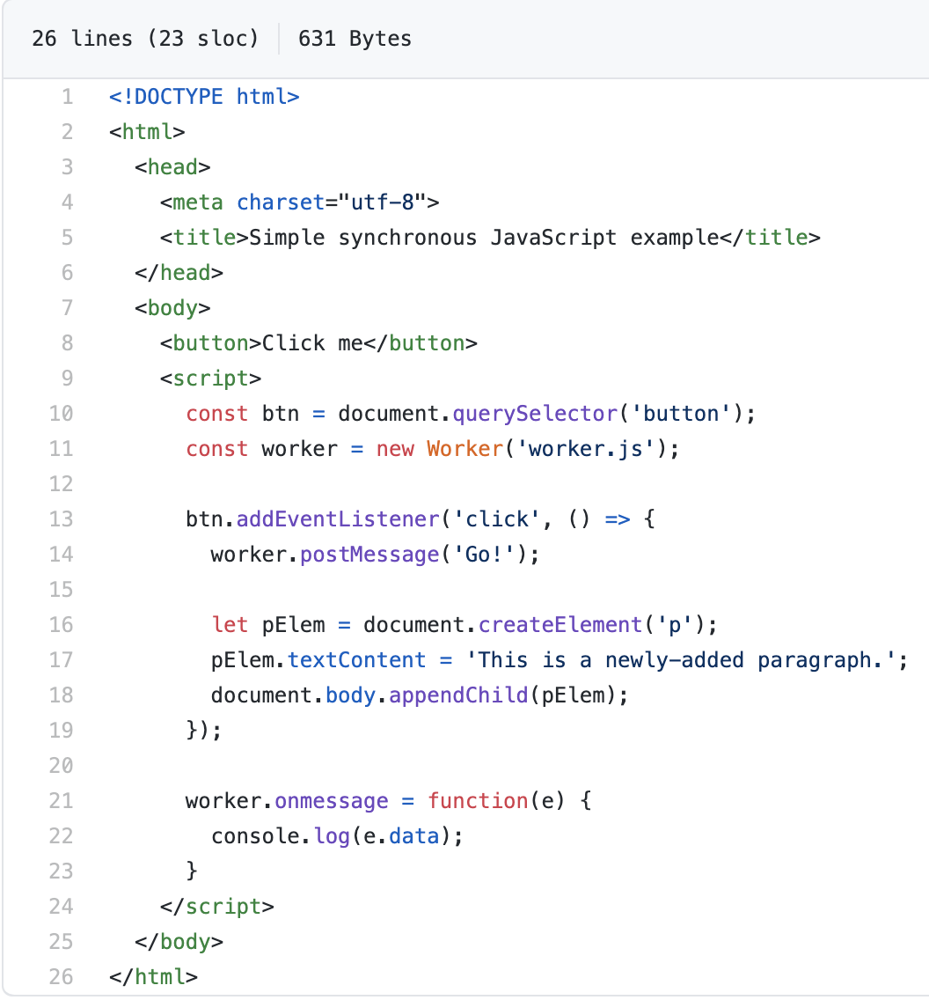 26 lines (23 sloc) 631 Bytes
1 <!DOCTYPE html>
2 <html>
3   <head>
4     <meta charset="utf-8">
5     <title>Simple synchronous JavaScript example</title>
6   </head>
7   <body>
8     <button>Click me</button>
9     <script>
10       const btn = document.querySelector('button');
11       const worker = new Worker('worker.js');
12
13       btn.addEventListener('click', () => {
14         worker.postMessage('Go!');
15
16         let pElem = document.createElement('p');
17         pElem.textContent = 'This is a newly-added paragraph.';
18         document.body.appendChild(pElem);
19       });
20
21       worker.onmessage = function(e) {
22         console.log(e.data);
23       }
24     </script>
25   </body>
26 </html>